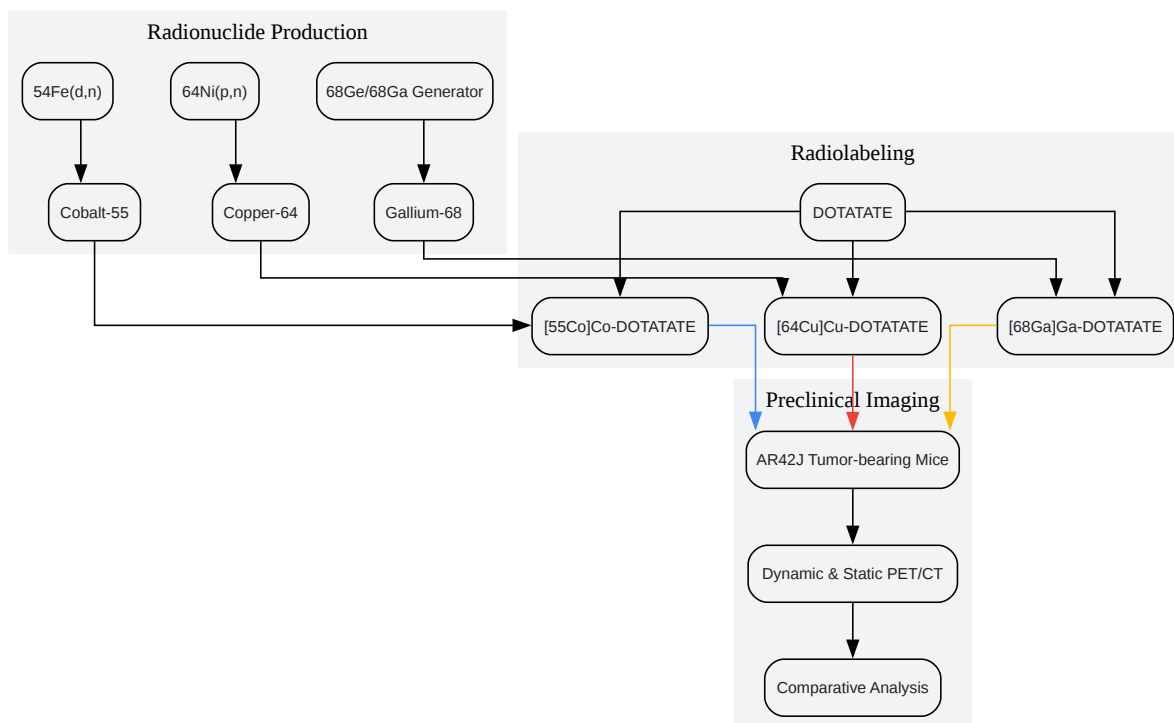 Radionuclide Production
54Fe(d,n)
64Ni(p,n)
68Ge/68Ga Generator
Cobalt-55
Copper-64
Gallium-68
Radiolabeling
DOTATATE
[55Co]Co-DOTATATE
[64Cu]Cu-DOTATATE
[68Ga]Ga-DOTATATE
Preclinical Imaging
AR42J Tumor-bearing Mice
Dynamic & Static PET/CT
Comparative Analysis